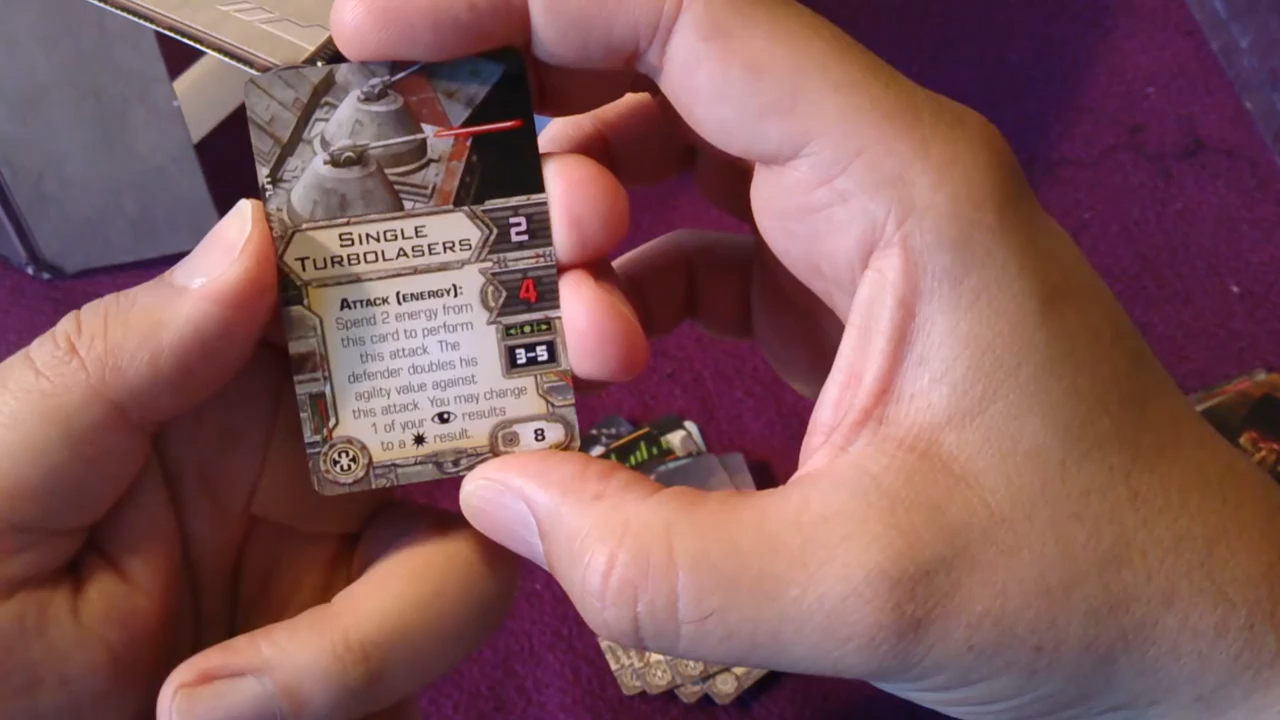 SINGLE
TURBOLASERS
2
ATTACK (ENERGY):
4
Spend 2 energy from
this card to perform
this attack. The
3-5
defender doubles his
agility value against
this attack. You may change
1 of your results
to a result.
8